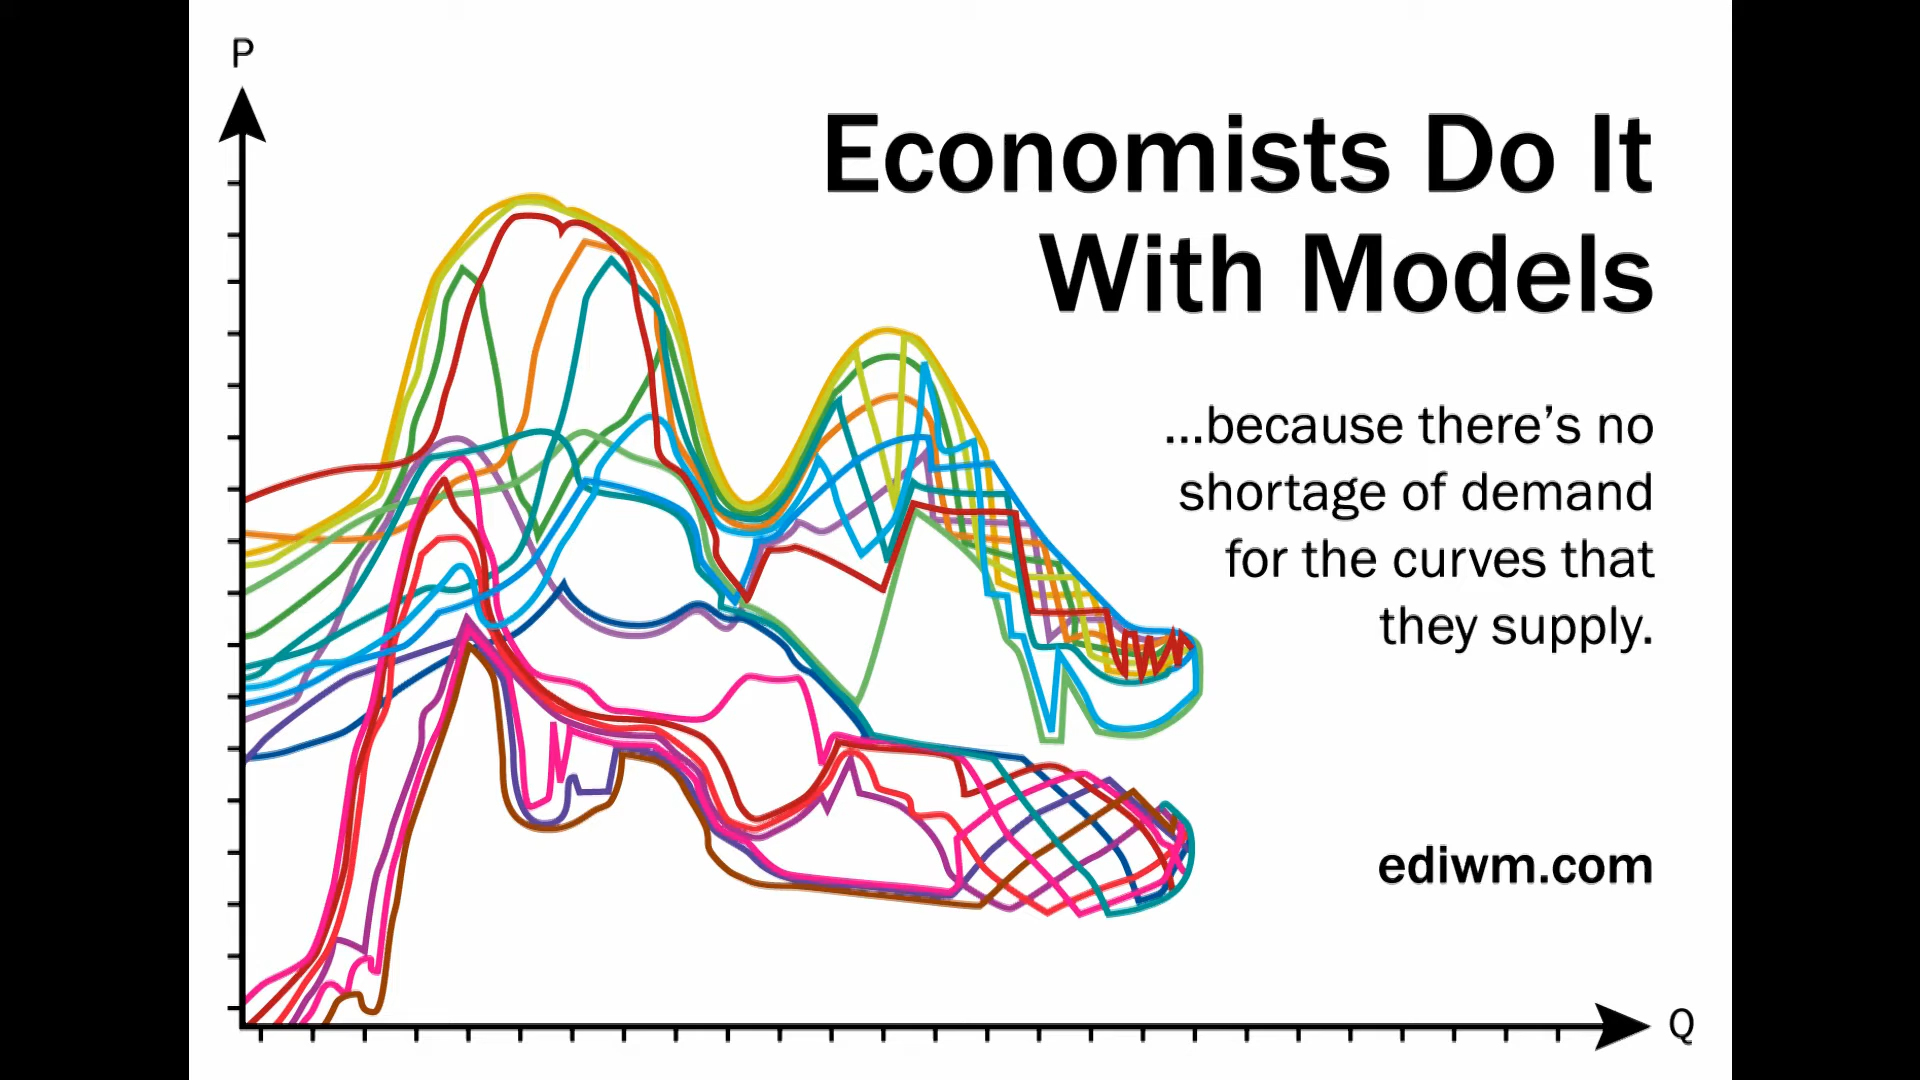 P
Economists Do It
With Models
...because there's no
shortage of demand
for the curves that
they supply.
ediwm.com
Q